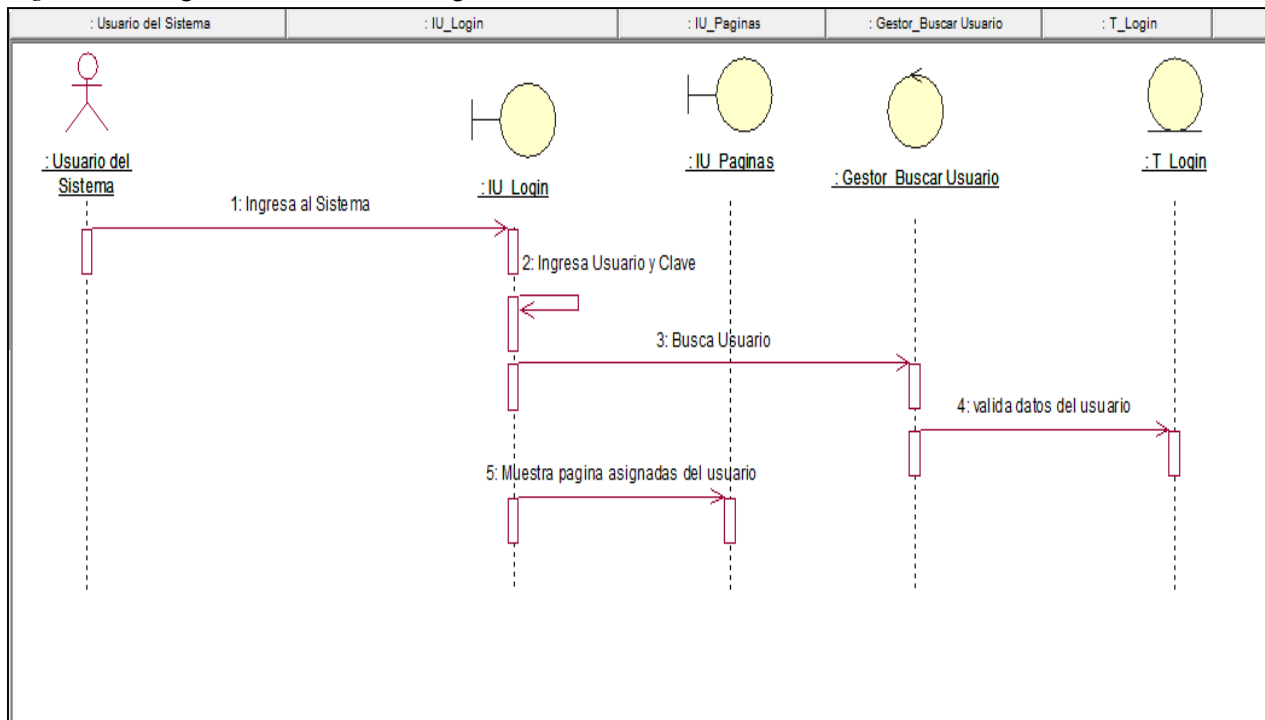 : Usuario del Sistema
: IU_Login
: IU_Paginas
: Gestor_Buscar Usuario
: T_Login
: Usuario del
Sistema
: IU_Login
: IU_Paginas
: Gestor_Buscar Usuario
: T_Login
1: Ingresa al Sistema
2: Ingresa Usuario y Clave
3: Busca Usuario
4: valida datos del usuario
5: Muestra pagina asignadas del usuario